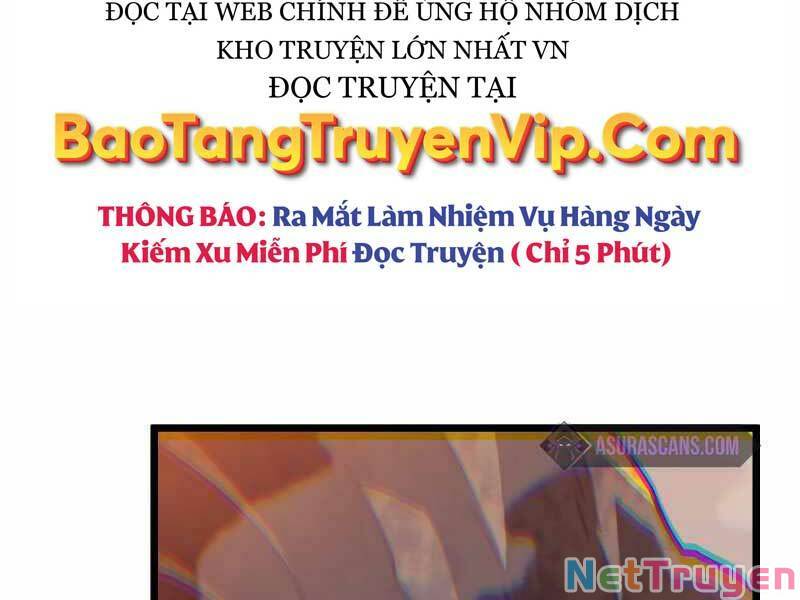 ĐỌC TẠI WEB CHÍNH ĐỂ ỦNG HỘ NHÓM DỊCH
KHO TRUYỆN LỚN NHẤT VN
ĐỌC TRUYỆN TẠI
BaoTangTruyenVip.Com
THÔNG BÁO: Ra Mắt Làm Nhiệm Vụ Hàng Ngày
Kiếm Xu Miễn Phí Đọc Truyện ( Chỉ 5 Phút)
ASURASCANS.COM
NetTruyen